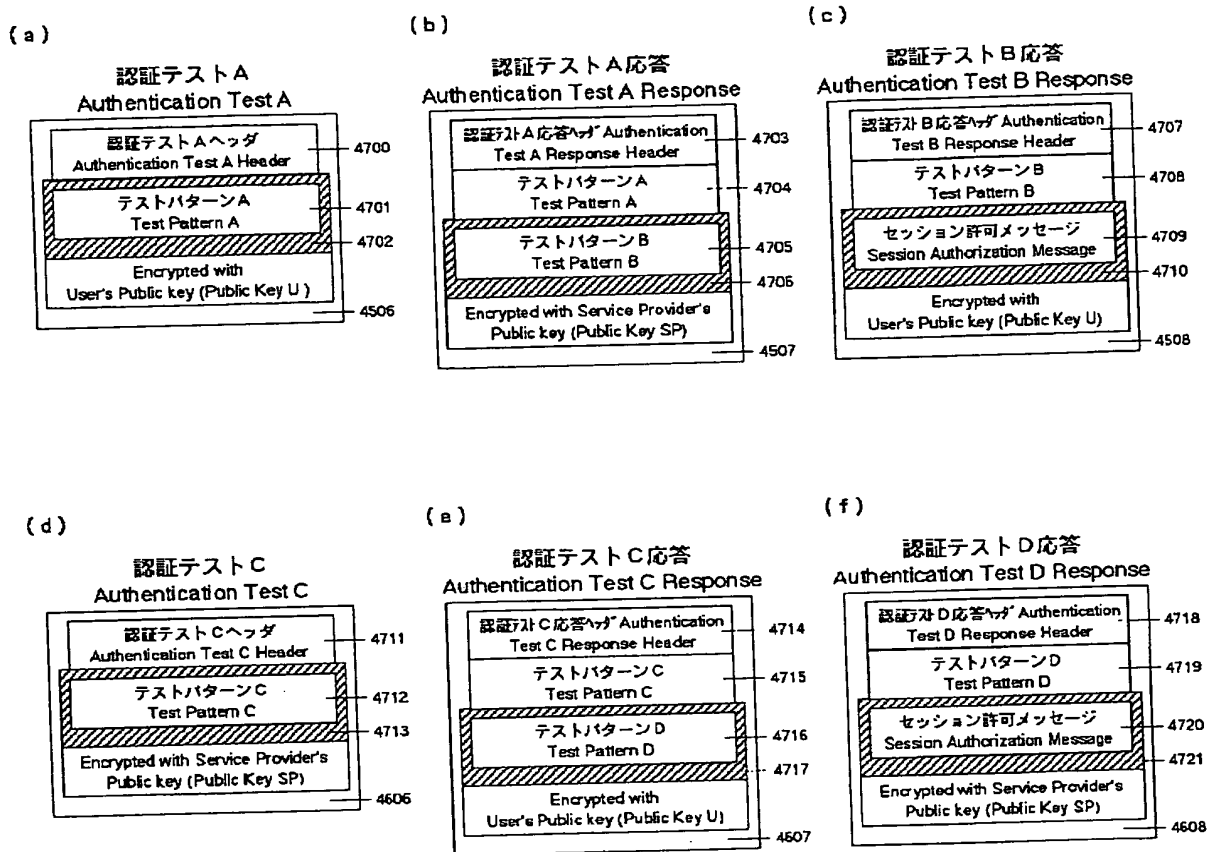 (a)
認証テストA
Authentication Test A
認証テストAヘッダ
Authentication Test A Header
4700
テストパターンA
Test Pattern A
4701
4702
Encrypted with
User's Public key (Public Key U )
4506
(b)
認証テストA応答
Authentication Test A Response
認証テストA応答ヘッダ Authentication
Test A Response Header
4703
テストパターンA
Test Pattern A
4704
テストパターンB
Test Pattern B
4705
4706
Encrypted with Service Provider's
Public key (Public Key SP)
4507
(c)
認証テストB応答
Authentication Test B Response
認証テストB応答ヘッダ Authentication
Test B Response Header
4707
テストパターンB
Test Pattern B
4708
セッション許可メッセージ
Session Authorization Message
4709
4710
Encrypted with
User's Public key (Public Key U)
4508
(d)
認証テストC
Authentication Test C
認証テストCヘッダ
Authentication Test C Header
4711
テストパターンC
Test Pattern C
4712
4713
Encrypted with Service Provider's
Public key (Public Key SP)
4606
(e)
認証テストC応答
Authentication Test C Response
認証テストC応答ヘッダ Authentication
Test C Response Header
4714
テストパターンC
Test Pattern C
4715
テストパターンD
Test Pattern D
4716
4717
Encrypted with
User's Public key (Public Key U)
4607
(f)
認証テストD応答
Authentication Test D Response
認証テストD応答ヘッダ Authentication
Test D Response Header
4718
テストパターンD
Test Pattern D
4719
セッション許可メッセージ
Session Authorization Message
4720
4721
Encrypted with Service Provider's
Public key (Public Key SP)
4608